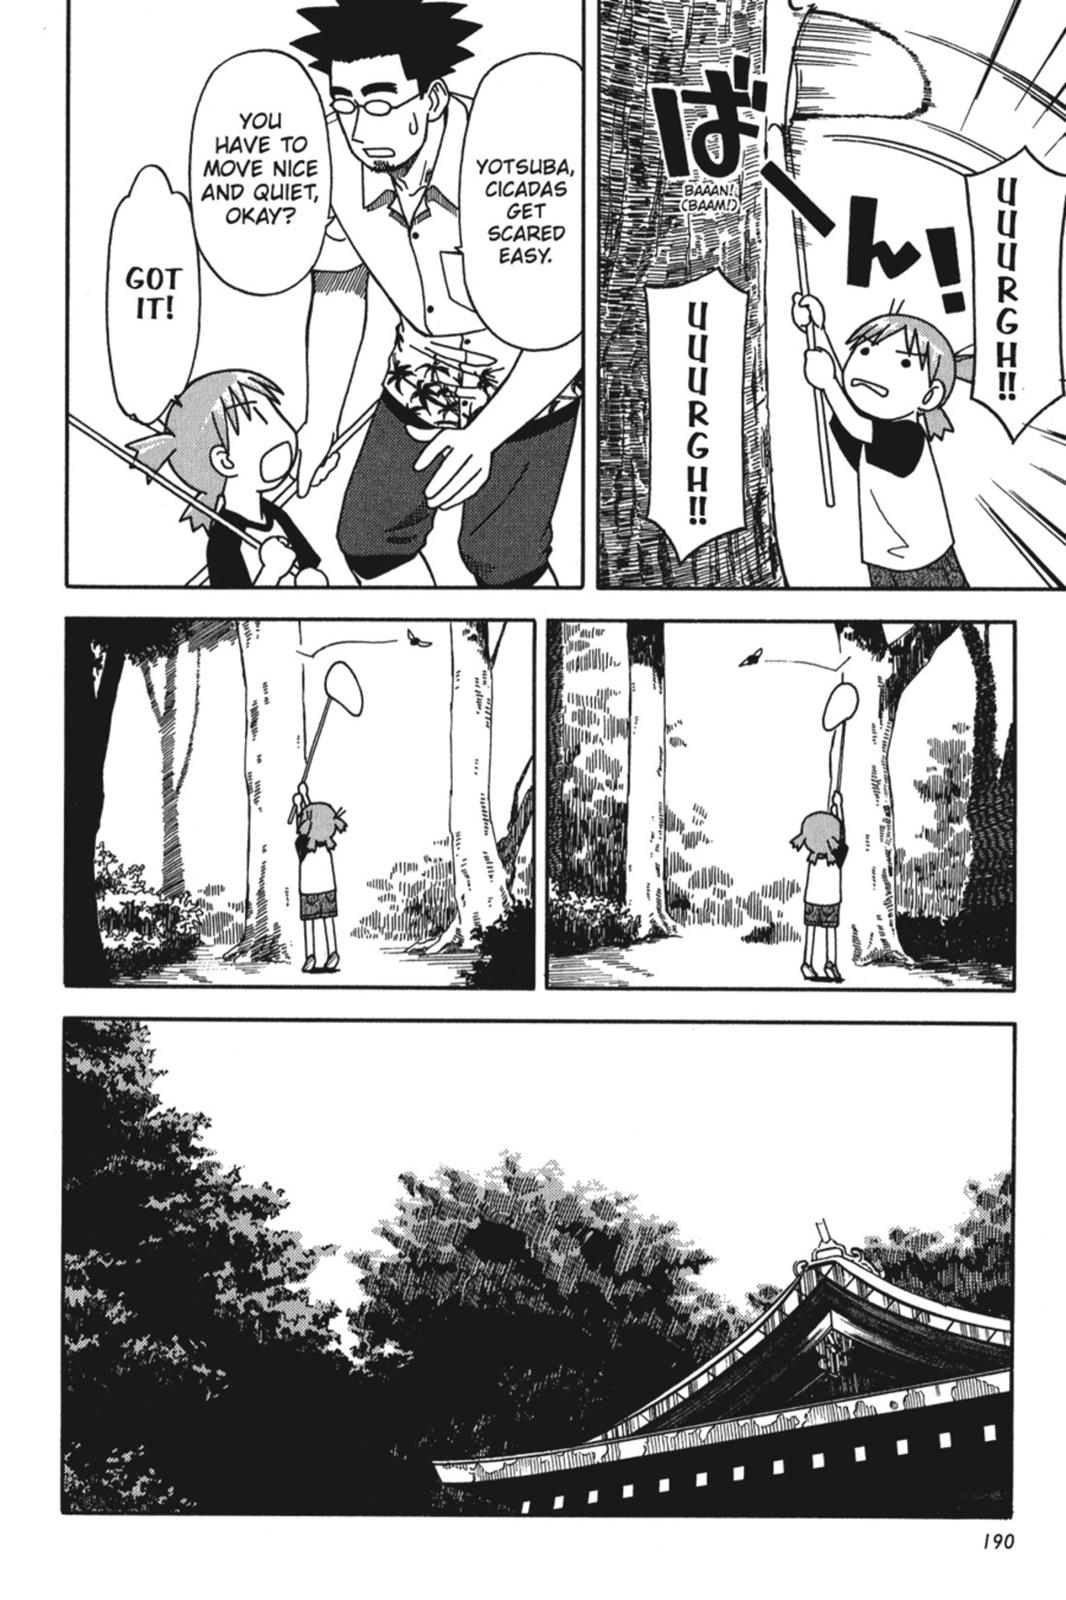 UUURGH!!
ばーん!
BAAAN!
(BAAM!)
UUURGH!!
YOTSUBA,
CICADAS
GET
SCARED
EASY.
YOU
HAVE TO
MOVE NICE
AND QUIET,
OKAY?
GOT
IT!
190